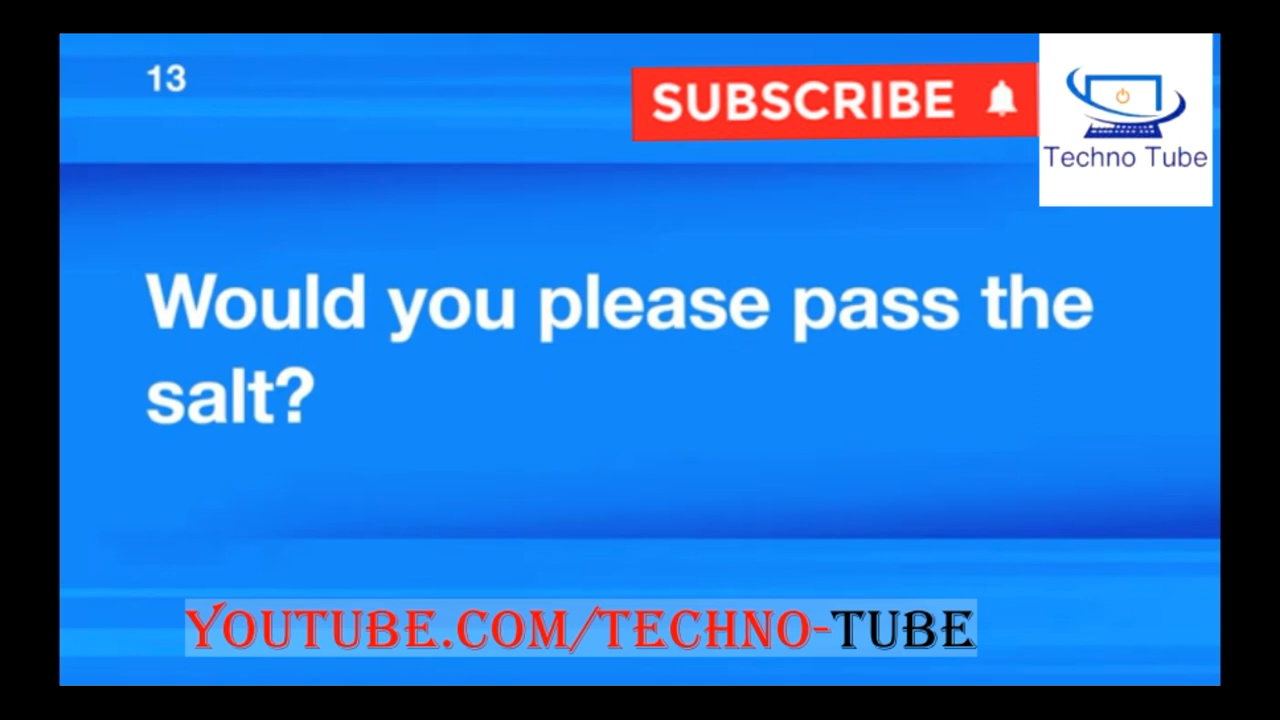 13
SUBSCRIBE
Techno Tube
Would you please pass the
salt?
YOUTUBE.COM/TECHNO-TUBE